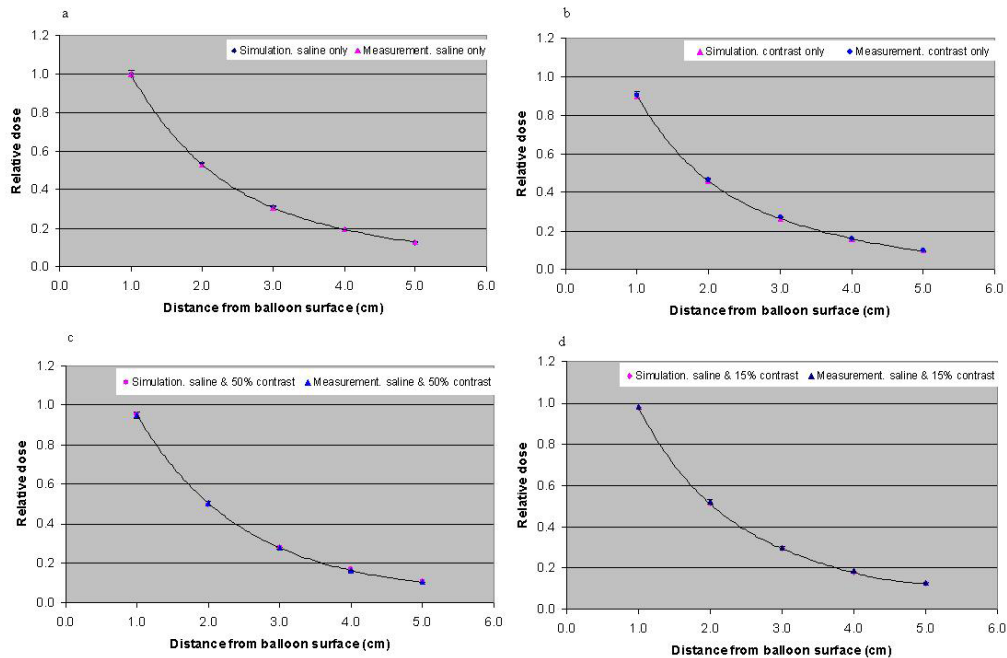 a
1.2
Simulation. saline only Measurement. saline only
1.0
0.8
0.6
0.4
0.2
0.0
Relative dose
0.0 1.0 2.0 3.0 4.0 5.0 6.0
Distance from balloon surface (cm)
b
1.2
Simulation. contrast only Measurement. contrast only
1.0
0.8
0.6
0.4
0.2
0.0
Relative dose
0.0 1.0 2.0 3.0 4.0 5.0 6.0
Distance from balloon surface (cm)
c
1.2
Simulation. saline & 50% contrast Measurement. saline & 50% contrast
1.0
0.8
0.6
0.4
0.2
0.0
Relative dose
0.0 1.0 2.0 3.0 4.0 5.0 6.0
Distance from balloon surface (cm)
d
1.2
Simulation. saline & 15% contrast Measurement. saline & 15% contrast
1.0
0.8
0.6
0.4
0.2
0.0
Relative dose
0.0 1.0 2.0 3.0 4.0 5.0 6.0
Distance from balloon surface (cm)